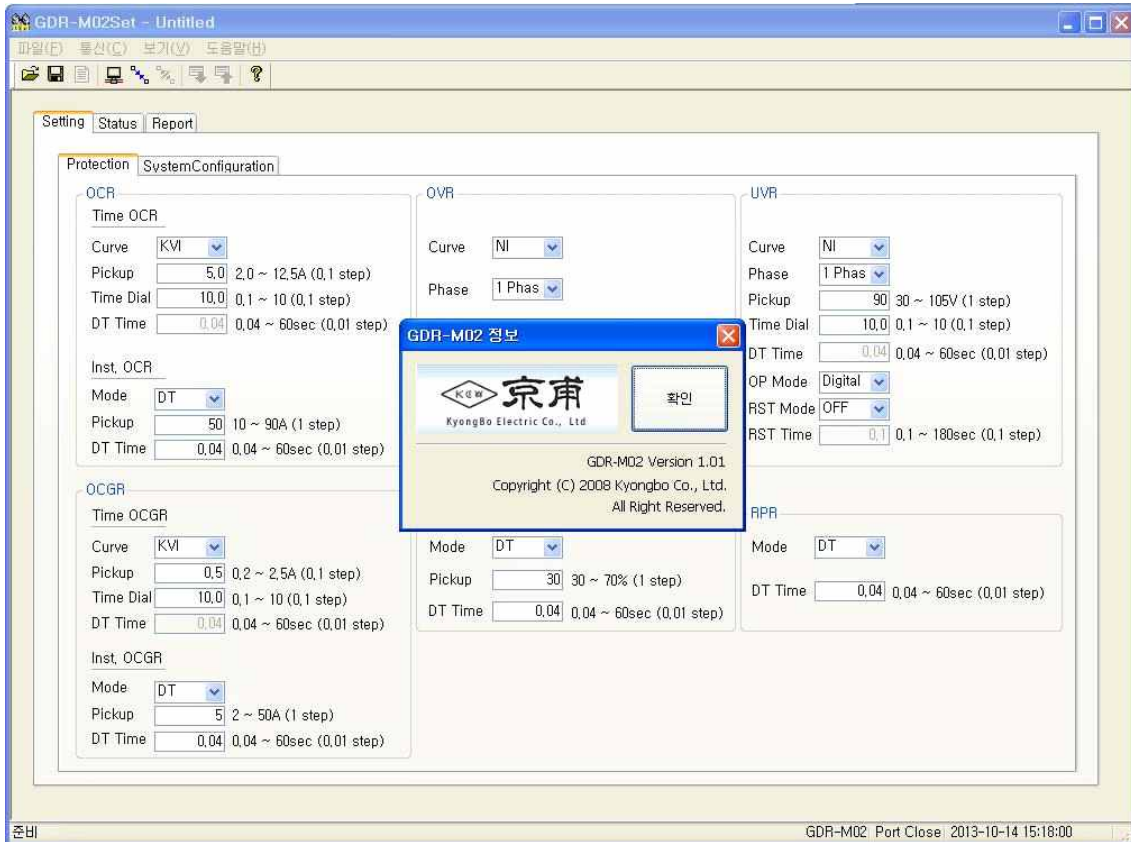 GDR-M02Set - Untitled
파일(F) 통신(C) 보기(V) 도움말(H)
Setting Status Report
Protection SystemConfiguration
OCR
Time OCR
Curve KVI
Pickup 5,0 2,0 ~ 12,5A (0,1 step)
Time Dial 10,0 0,1 ~ 10 (0,1 step)
DT Time 0,04 0,04 ~ 60sec (0,01 step)
Inst, OCR
Mode DT
Pickup 50 10 ~ 90A (1 step)
DT Time 0,04 0,04 ~ 60sec (0,01 step)
OVR
Curve NI
Phase 1 Phas
UVR
Curve NI
Phase 1 Phas
Pickup 90 30 ~ 105V (1 step)
Time Dial 10,0 0,1 ~ 10 (0,1 step)
DT Time 0,04 0,04 ~ 60sec (0,01 step)
OP Mode Digital
RST Mode OFF
RST Time 0,1 0,1 ~ 180sec (0,1 step)
GDR-M02 정보
KEW 京甫
KyongBo Electric Co., Ltd
확인
GDR-M02 Version 1.01
Copyright (C) 2008 Kyongbo Co., Ltd.
All Right Reserved.
OCGR
Time OCGR
Curve KVI
Pickup 0,5 0,2 ~ 2,5A (0,1 step)
Time Dial 10,0 0,1 ~ 10 (0,1 step)
DT Time 0,04 0,04 ~ 60sec (0,01 step)
Inst, OCGR
Mode DT
Pickup 5 2 ~ 50A (1 step)
DT Time 0,04 0,04 ~ 60sec (0,01 step)
Mode DT
Pickup 30 30 ~ 70% (1 step)
DT Time 0,04 0,04 ~ 60sec (0,01 step)
RPR
Mode DT
DT Time 0,04 0,04 ~ 60sec (0,01 step)
준비
GDR-M02 Port Close 2013-10-14 15:18:00